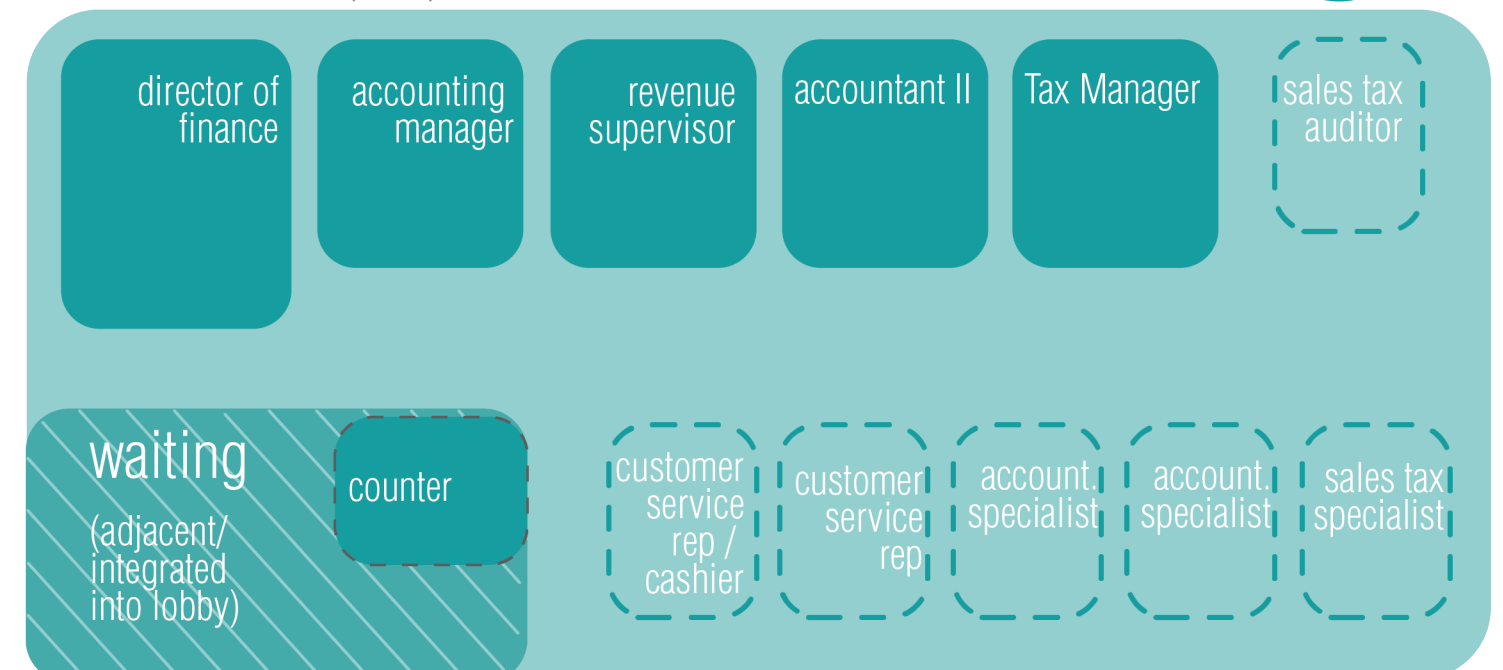 director of
finance
accounting
manager
revenue
supervisor
accountant II
Tax Manager
sales tax
auditor
waiting
(adjacent/
integrated
into lobby)
counter
customer
service
rep /
cashier
customer
service
rep
account.
specialist
account.
specialist
sales tax
specialist